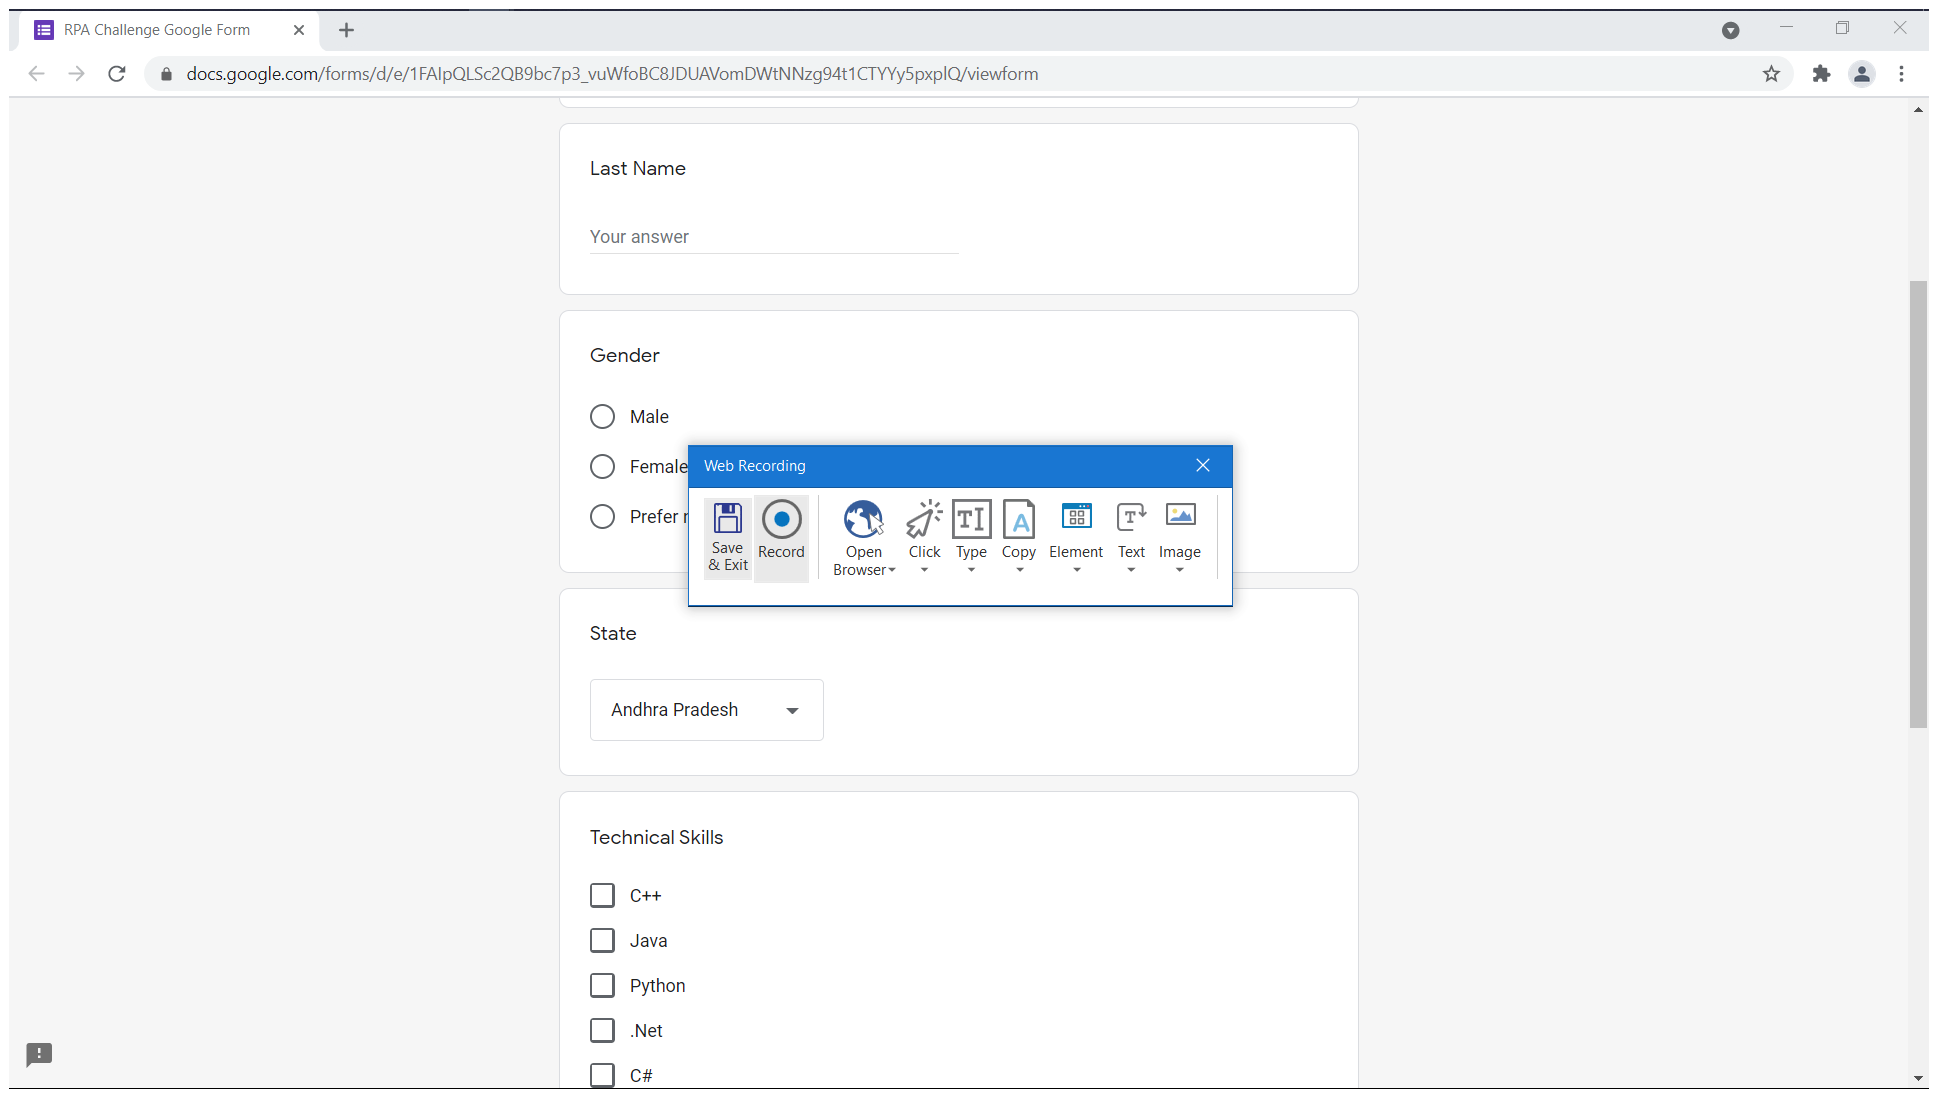 RPA Challenge Google Form
docs.google.com/forms/d/e/1FAIpQLSc2QB9bc7p3_vuWfoBC8JDUAVomDWtNNzg94t1CTYYy5pxplQ/viewform
Last Name
Your answer
Gender
Male
Female
Prefer
Web Recording
Save & Exit
Record
Open Browser
Click
Type
Copy
Element
Text
Image
State
Andhra Pradesh
Technical Skills
C++
Java
Python
.Net
C#